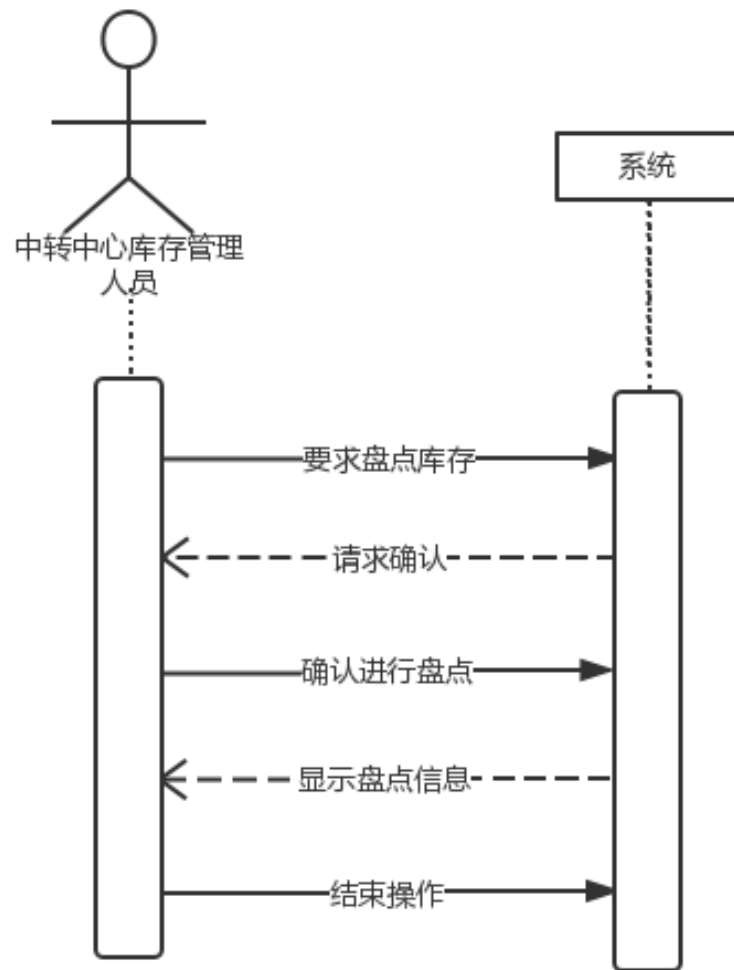 系统
中转中心库存管理
人员
要求盘点库存
请求确认
确认进行盘点
显示盘点信息
结束操作